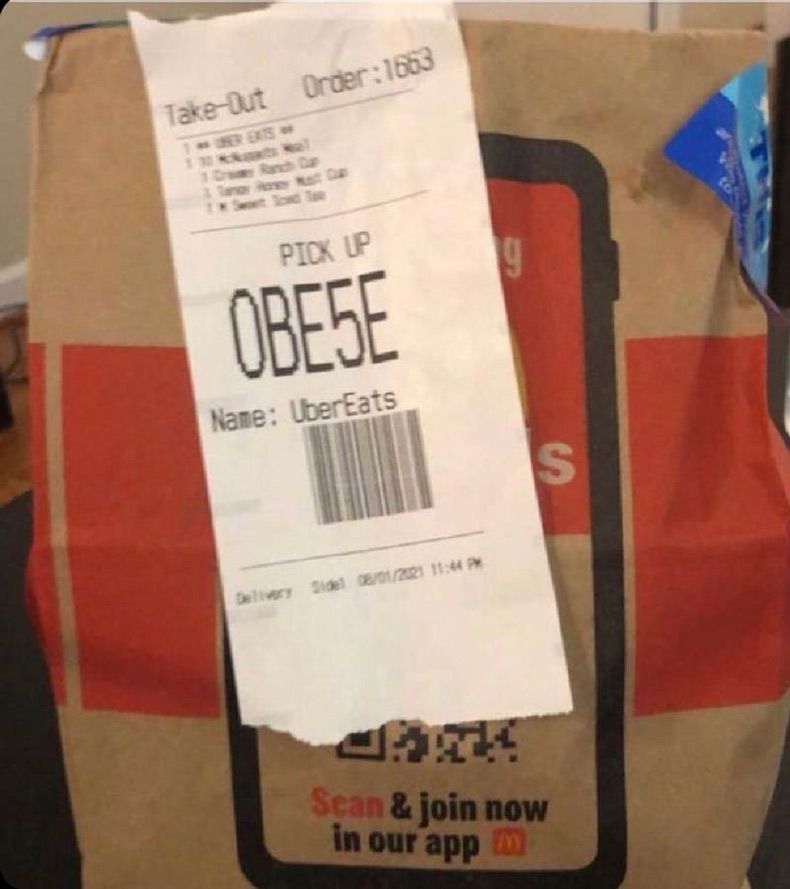 Take-Out Order:1663
1 ** UBER EATS **
1 10 McNuggets Meal
1 Creamy Ranch Cup
1 Tangy Honey Must Cup
1 M Sweet Iced Tea
PICK UP
0BE5E
Name: UberEats
Delivery Side1 08/01/2021 11:44 PM
g
s
Scan & join now
in our app